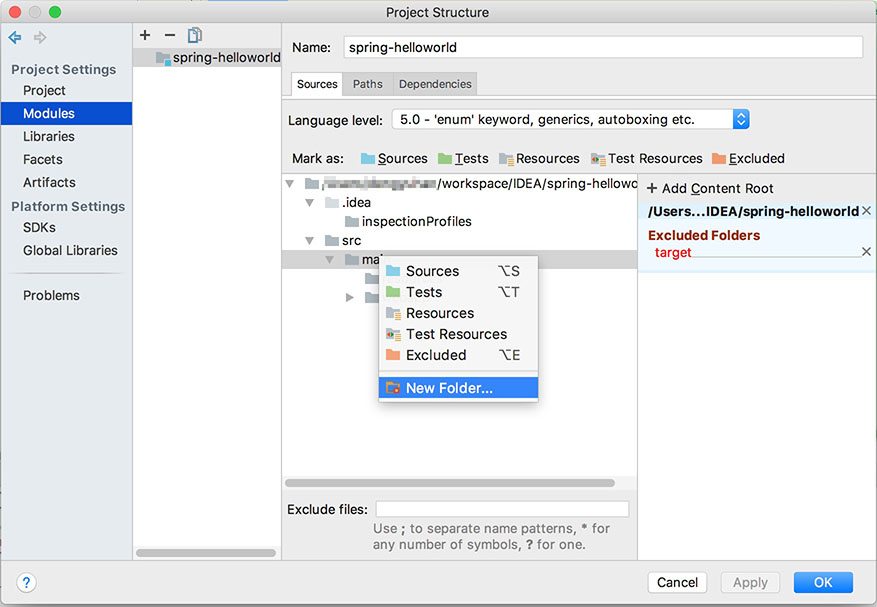 Project Structure
Project Settings
Project
Modules
Libraries
Facets
Artifacts
Platform Settings
SDKs
Global Libraries
Problems
spring-helloworld
Name: spring-helloworld
Sources Paths Dependencies
Language level: 5.0 - 'enum' keyword, generics, autoboxing etc.
Mark as: Sources Tests Resources Test Resources Excluded
/workspace/IDEA/spring-hellowo
.idea
inspectionProfiles
src
Sources ⌥S
Tests ⌥T
Resources
Test Resources
Excluded ⌥E
New Folder...
Exclude files:
Use ; to separate name patterns, * for
any number of symbols, ? for one.
+ Add Content Root
/Users...IDEA/spring-helloworld
Excluded Folders
target
?
Cancel Apply OK